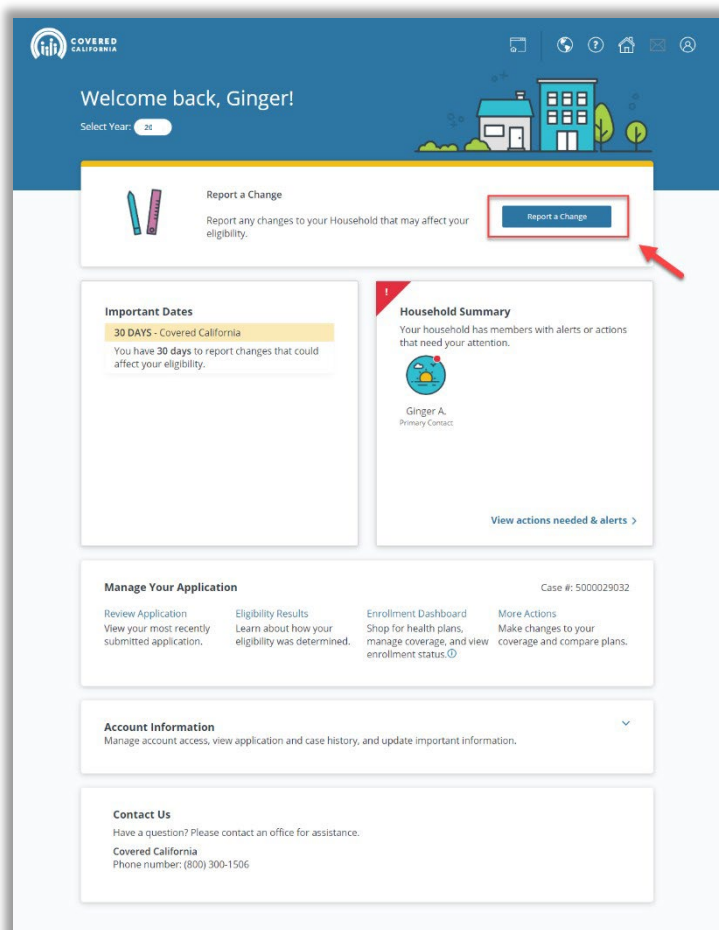 COVERED
CALIFORNIA
Welcome back, Ginger!
Select Year:
Report a Change
Report any changes to your Household that may affect your
eligibility.
Report a Change
Important Dates
30 DAYS - Covered California
You have 30 days to report changes that could
affect your eligibility.
!
Household Summary
Your household has members with alerts or actions
that need your attention.
Ginger A.
Primary Contact
View actions needed & alerts >
Manage Your Application
Case #: 5000029032
Review Application
View your most recently
submitted application.
Eligibility Results
Learn about how your
eligibility was determined.
Enrollment Dashboard
Shop for health plans,
manage coverage, and view
enrollment status.
More Actions
Make changes to your
coverage and compare plans.
Account Information
Manage account access, view application and case history, and update important information.
Contact Us
Have a question? Please contact an office for assistance.
Covered California
Phone number: (800) 300-1506